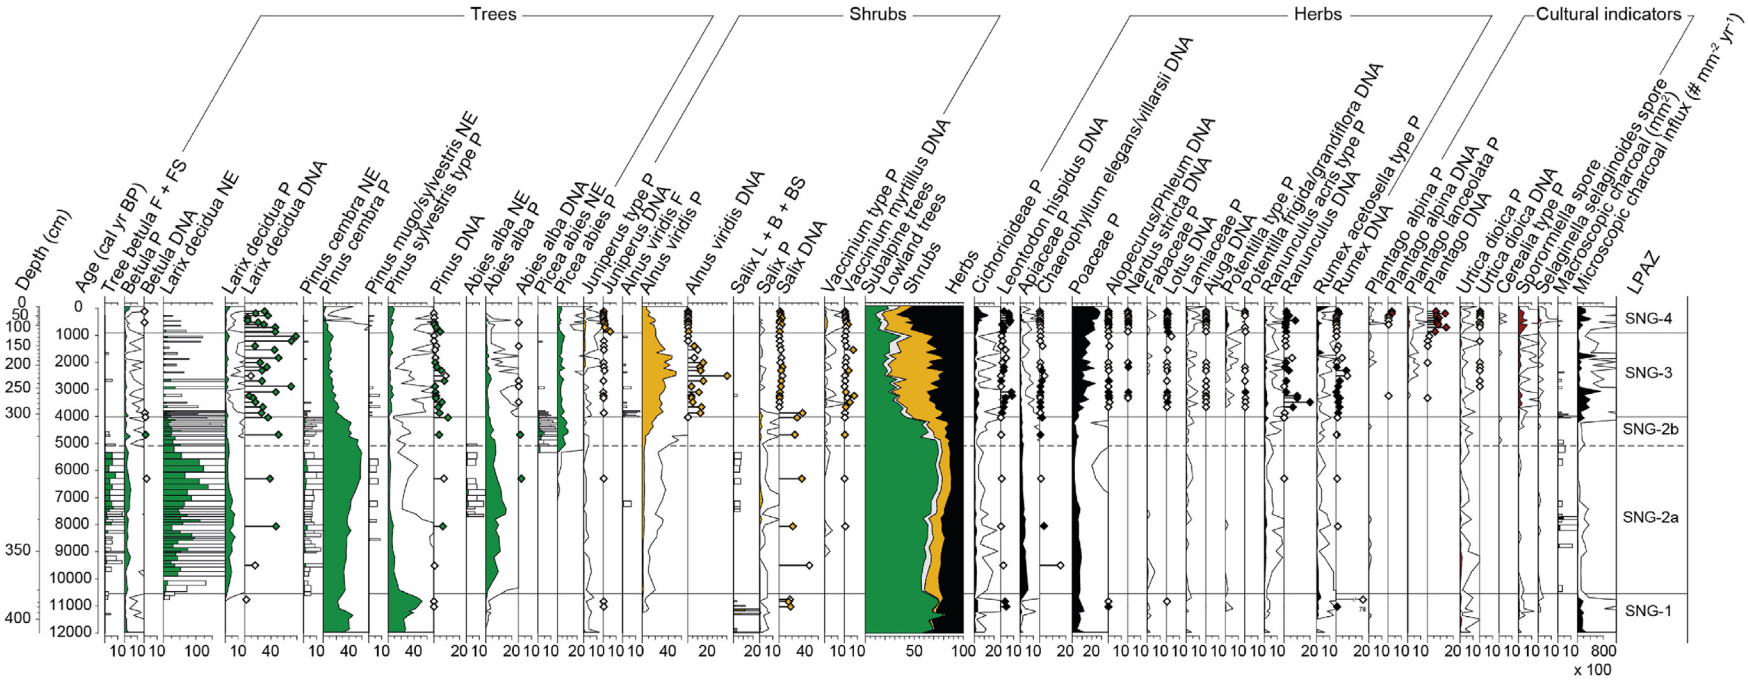 Trees
Shrubs
Herbs
Cultural indicators
Depth (cm)
Age (cal yr BP)
Tree betula F + FS
Betula P
Betula DNA
Larix decidua NE
Larix decidua P
Larix decidua DNA
Pinus cembra NE
Pinus cembra P
Pinus mugo/sylvestris NE
Pinus sylvestris type P
Pinus DNA
Abies alba NE
Abies alba P
Abies alba DNA
Picea abies NE
Picea abies P
Juniperus type P
Juniperus DNA
Alnus viridis F
Alnus viridis P
Alnus viridis DNA
Salix L + B + BS
Salix P
Salix DNA
Vaccinium type P
Vaccinium myrtillus DNA
Subalpine trees
Lowland trees
Shrubs
Herbs
Cichorioideae P
Leontodon hispidus DNA
Apiaceae P
Chaerophyllum elegans/villarsii DNA
Poaceae P
Alopecurus/Phleum DNA
Nardus stricta DNA
Fabaceae P
Lotus DNA
Lamiaceae P
Ajuga DNA
Potentilla type P
Potentilla frigida/grandiflora DNA
Ranunculus acris type P
Ranunculus DNA
Rumex acetosella type P
Rumex DNA
Plantago alpina P
Plantago alpina DNA
Plantago lanceolata P
Plantago DNA
Urtica dioica P
Urtica dioica DNA
Cerealia type P
Sporormiella spore
Selaginella selaginoides spore
Macroscopic charcoal (mm²)
Microscopic charcoal influx (# mm⁻² yr⁻¹)
LPAZ
0
50
100
150
200
250
300
350
400
0
1000
2000
3000
4000
5000
6000
7000
8000
9000
10000
11000
12000
SNG-4
SNG-3
SNG-2b
SNG-2a
SNG-1
78
10 10 10 100 10 40 10 40 10 40 10 10 20 20 10 20 10 10 10 40 20 10 20 40 10 10 50 100 20 10 20 10 20 10 10 10 10 10 10 10 10 10 20 10 10 10 10 10 10 10 10 10 10 10 10 800
x 100